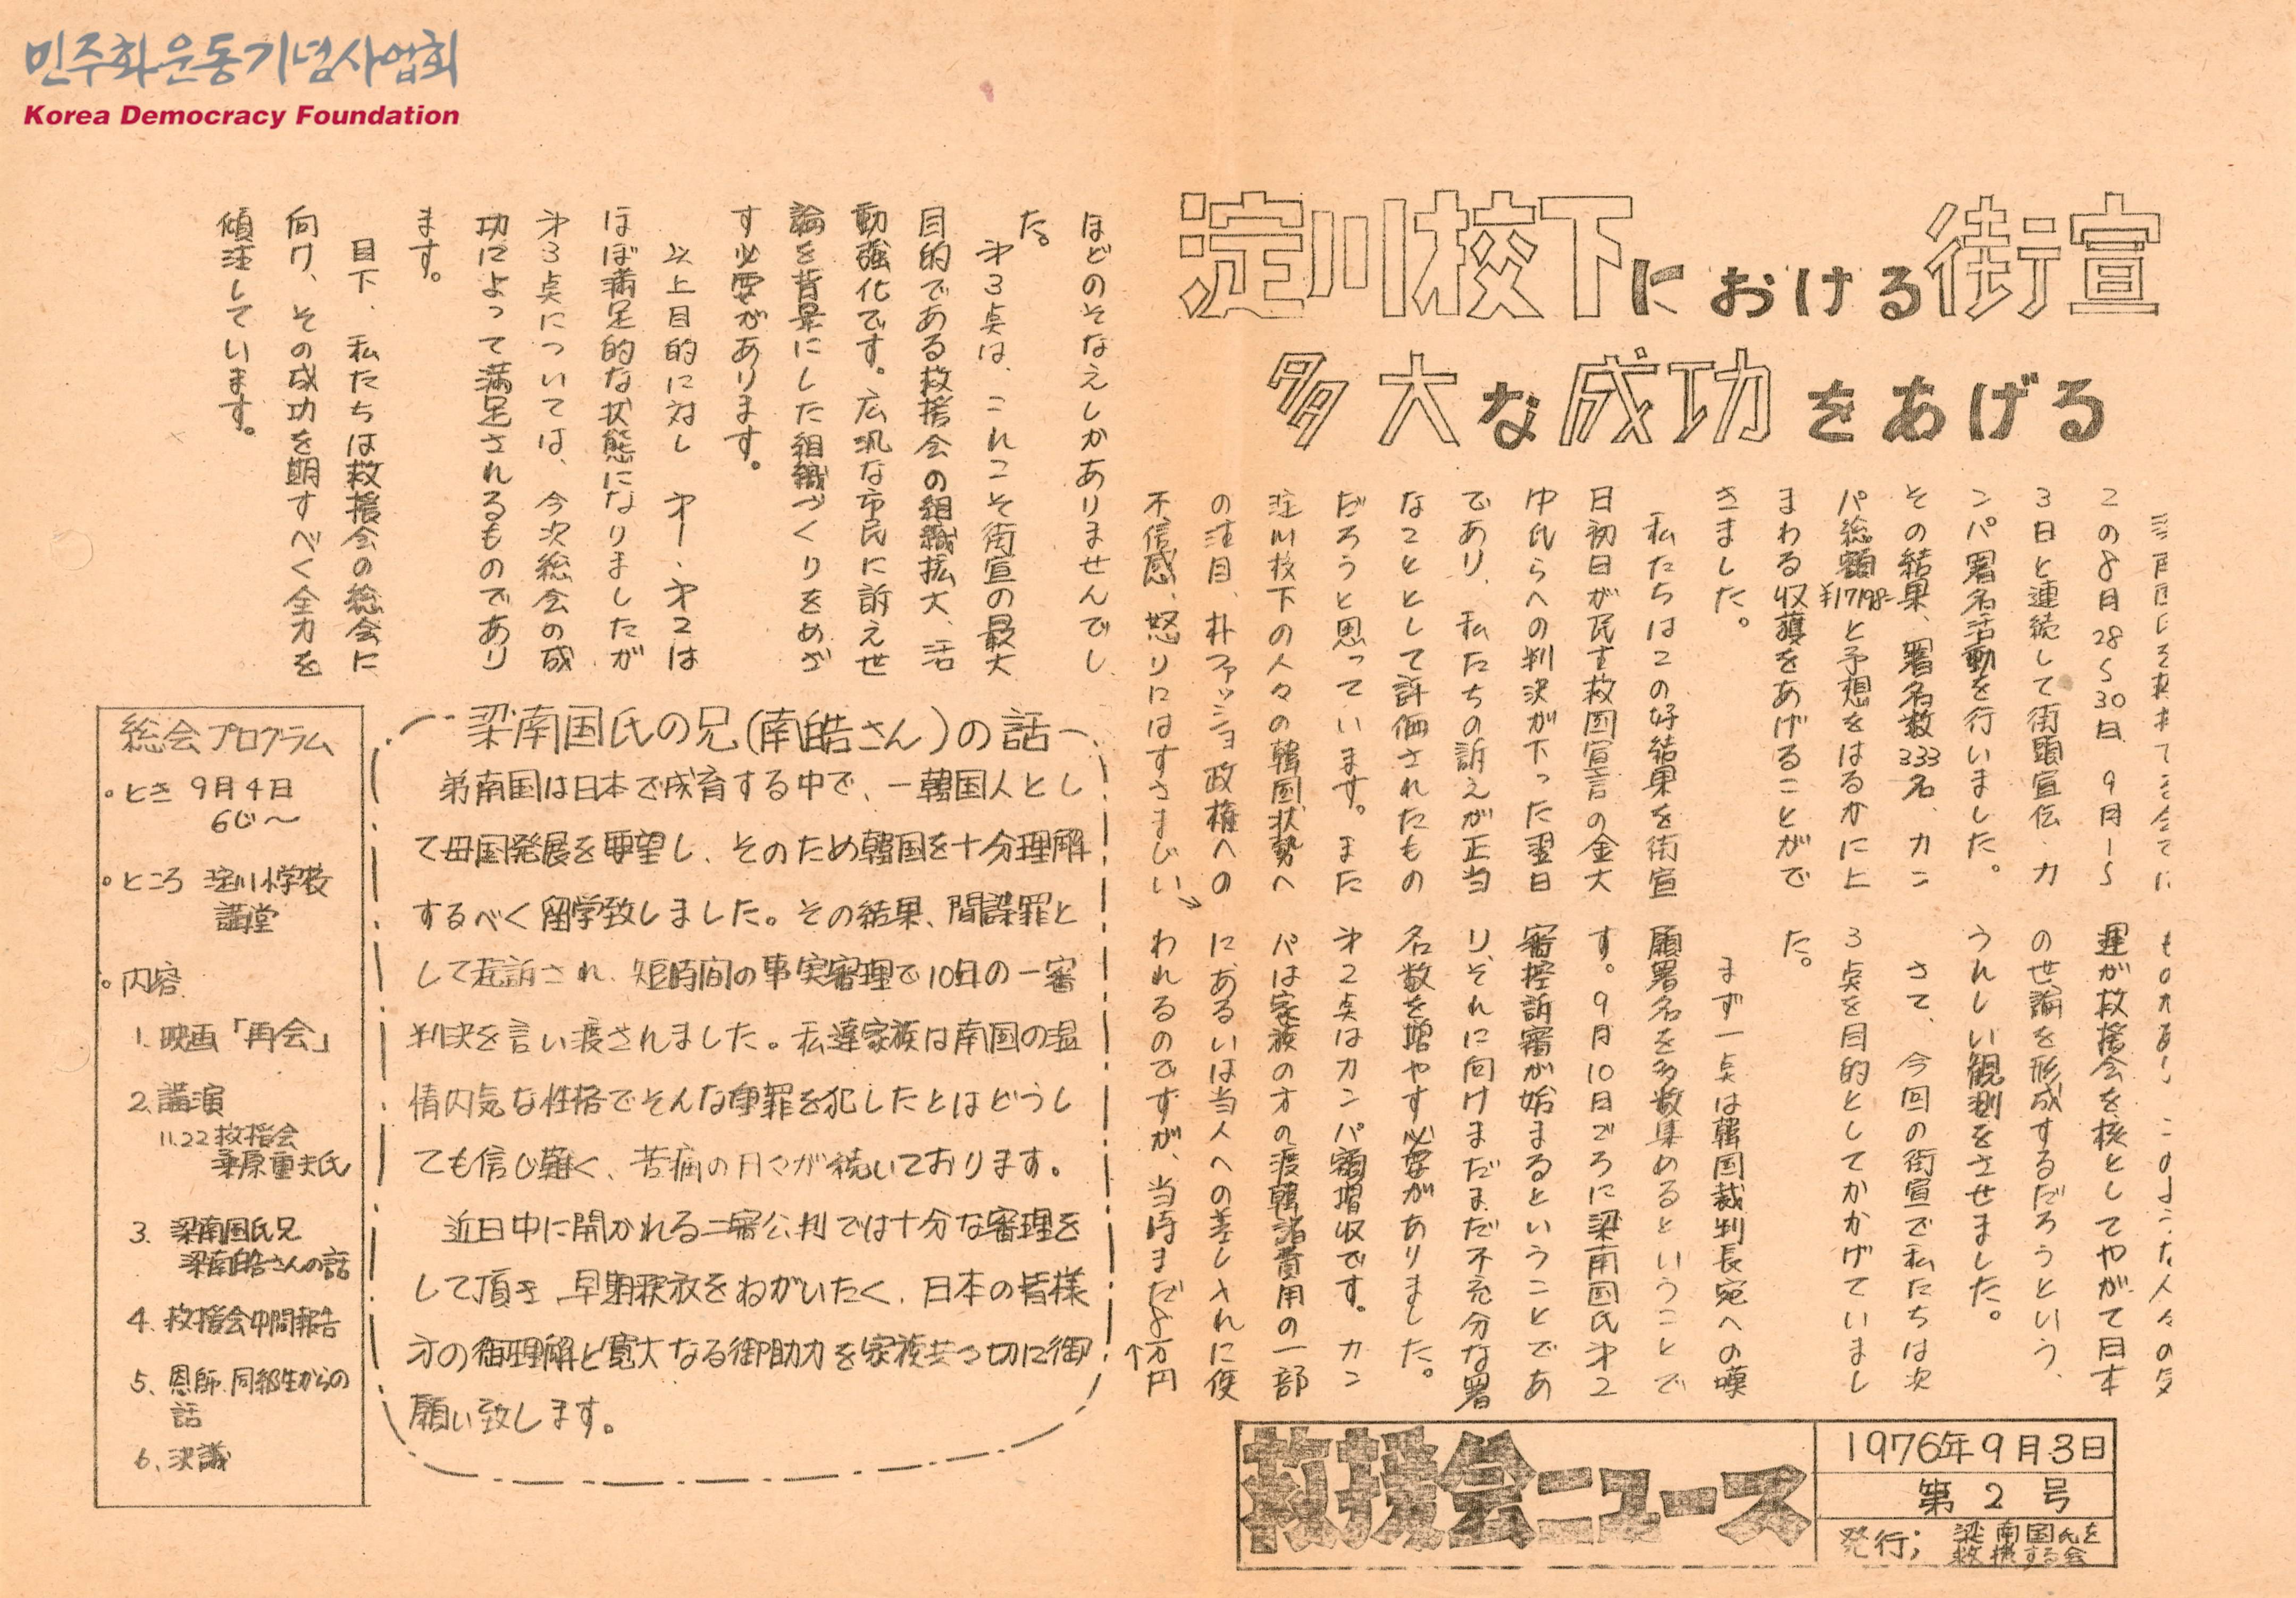 민주화운동기념사업회
Korea Democracy Foundation
淀川校下における街宣
多大な成功をあげる
この8月28〜30日、9月1〜
3日と連続して街頭宣伝・カ
ンパ署名活動を行いました。
その結果、署名数333名、カン
パ総額¥17198-と予想をはるかに上
まわる収獲をあげることがで
きました。
私たちはこの好結果を街宣
日初日が民主救国宣言の金大
中氏らへの判決が下った翌日
であり、私たちの訴えが正当
なこととして評価されたもの
だろうと思っています。また
淀川校下の人々の韓国状勢へ
の注目、朴ファッショ政権への
不信感、怒りにはすさまじい
ものがあり、このような人々の気
運が救援会を核としてやがて日本
の世論を形成するだろうという、
うれしい観測をさせました。
さて、今回の街宣で私たちは次
3点を目的としてかかげていまし
た。
まず一点は韓国裁判長宛への嘆
願署名を多数集めるということで
す。9月10日ごろに梁南国氏才2
審控訴審が始まるということであ
り、それに向けまだまだ不充分な署
名数を増やす必要がありました。
才2点はカンパ額増収です。カン
パは家族の方の渡韓諸費用の一部
に、あるいは当人への差し入れに使
われるのですが、当時まだ8万円
ほどのそなえしかありませんでし
た。
才3点は、これこそ街宣の最大
目的である救援会の組織拡大、活
動強化です。広汎な市民に訴えせ
論を背景にした組織づくりをめざ
す必要があります。
以上目的に対し才1・才2は
ほぼ満足的な状態になりましたが
才3点については、今次総会の成
功によって満足されるものであり
ます。
目下、私たちは救援会の総会に
向け、その成功を期すべく全力を
傾注しています。
梁南国氏の兄(南皓さん)の話
弟南国は日本で成育する中で、一韓国人とし
て母国発展を要望し、そのため韓国を十分理解
するべく留学致しました。その結果、間諜罪と
して起訴され、短時間の事実審理で10日の一審
判決を言い渡されました。私達家族は南国の温
情内気な性格でそんな重罪を犯したとはどうし
ても信じ難く、苦痛の日々が続いております。
近日中に開かれる二審公判では十分な審理を
して頂き、早期釈放をねがいたく、日本の皆様
方の御理解と寛大なる御助力を家族共々切に御
願い致します。
総会プログラム
。とき 9月4日
6じ〜
。ところ 淀川小学校
講堂
。内容
1. 映画「再会」
2. 講演
11.22救援会
桑原重夫氏
3. 梁南国氏兄
梁南皓さんの話
4. 救援会中間報告
5. 恩師、同級生からの
話
6. 決議
救援会ニュース
1976年9月3日
第2号
発行; 梁南国氏を
救援する会